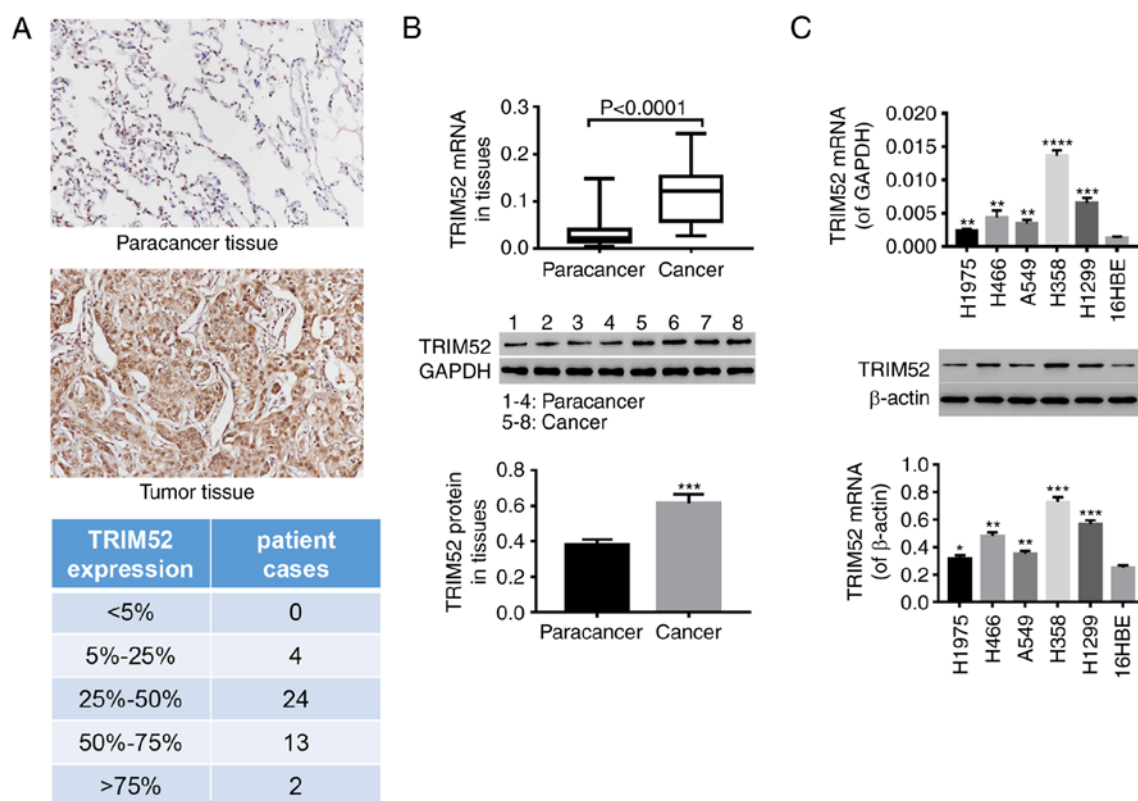 A
Paracancer tissue
Tumor tissue
TRIM52 expression
patient cases
<5%
0
5%-25%
4
25%-50%
24
50%-75%
13
>75%
2
B
TRIM52 mRNA
in tissues
0.3
0.2
0.1
0.0
P<0.0001
Paracancer
Cancer
1 2 3 4 5 6 7 8
TRIM52
GAPDH
1-4: Paracancer
5-8: Cancer
TRIM52 protein
in tissues
0.8
0.6
0.4
0.2
0.0
***
Paracancer
Cancer
C
TRIM52 mRNA
(of GAPDH)
0.020
0.015
0.010
0.005
0.000
** ** ** **** ***
H1975
H466
A549
H358
H1299
16HBE
TRIM52
β-actin
TRIM52 mRNA
(of β-actin)
1.0
0.8
0.6
0.4
0.2
0.0
* ** ** *** ***
H1975
H466
A549
H358
H1299
16HBE